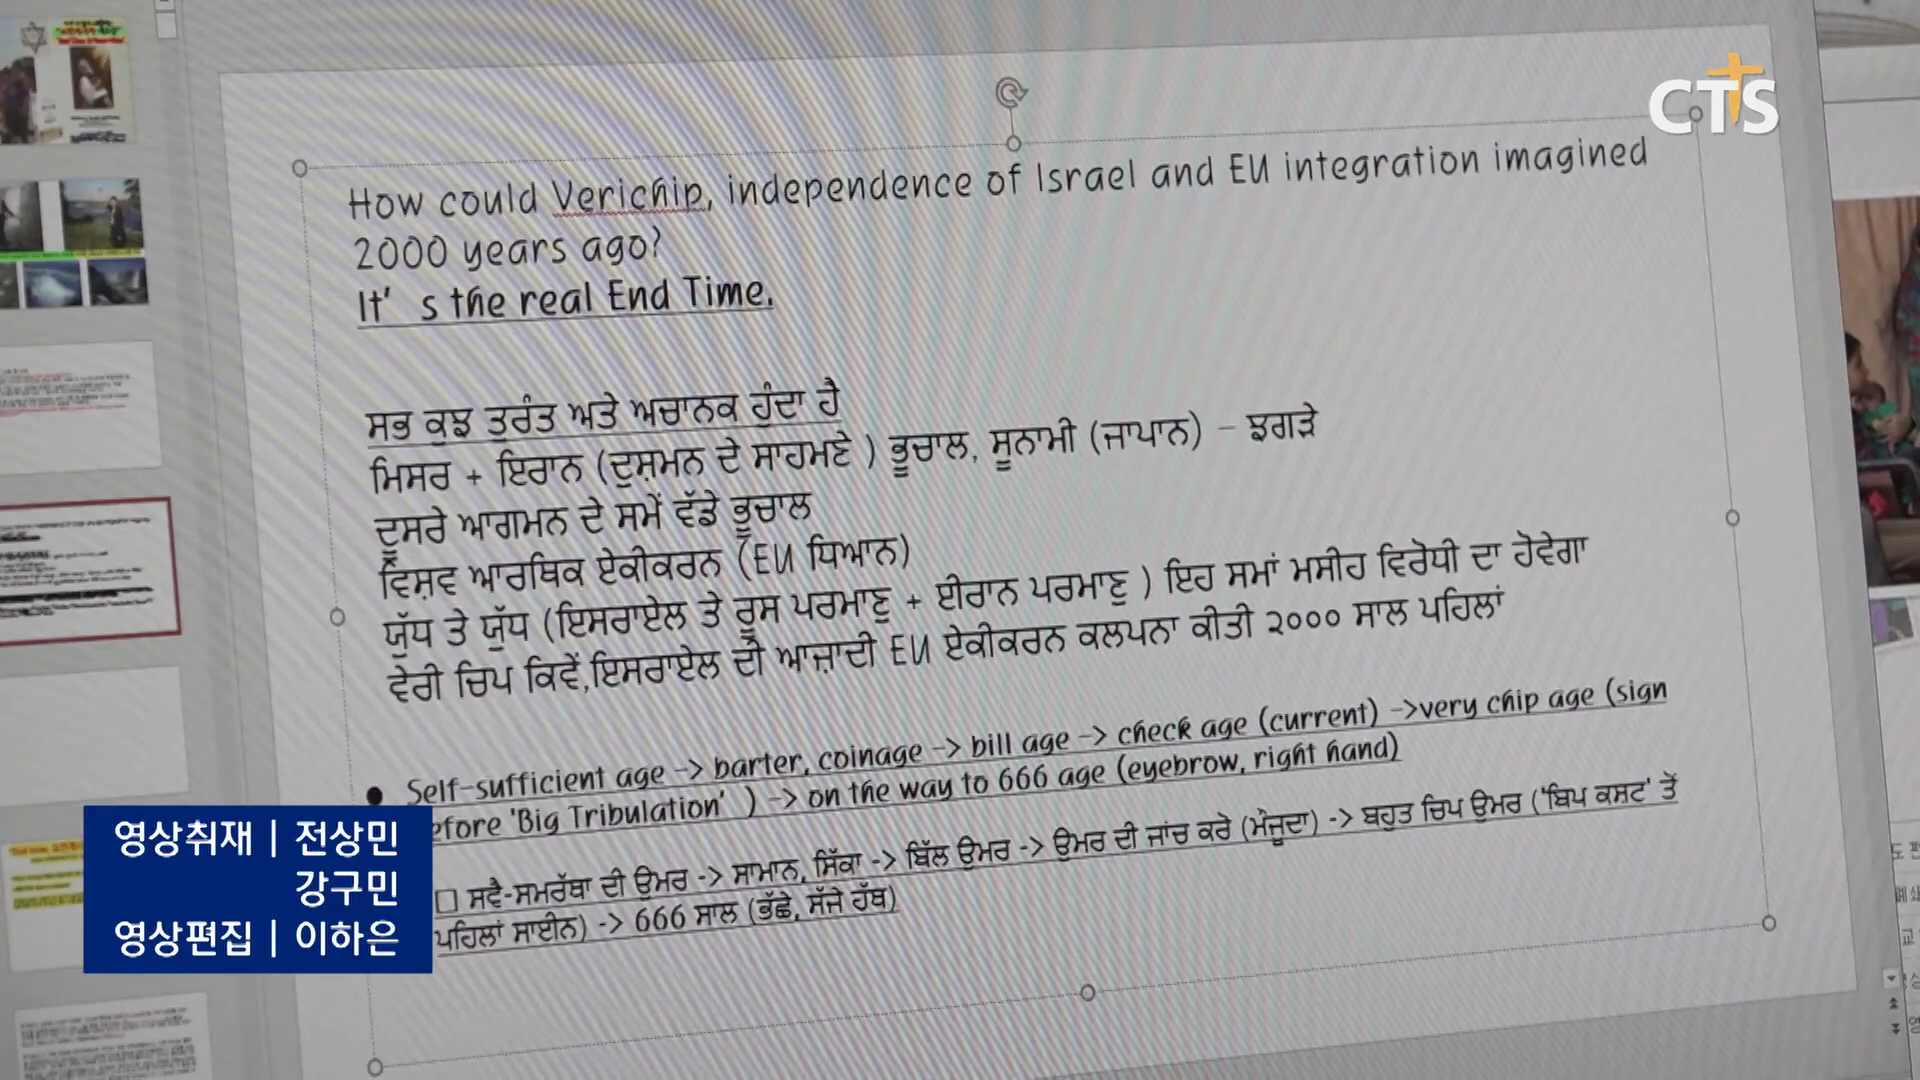 CTS
How could Verichip, independence of Israel and EU integration imagined
2000 years ago?
It's the real End Time.
ਸਭ ਕੁਝ ਤੁਰੰਤ ਅਤੇ ਅਚਾਨਕ ਹੁੰਦਾ ਹੈ
ਮਿਸਰ + ਇਰਾਨ (ਦੁਸ਼ਮਨ ਦੇ ਸਾਹਮਣੇ ) ਭੂਚਾਲ, ਸੂਨਾਮੀ (ਜਾਪਾਨ) – ਝਗੜੇ
ਦੂਸਰੇ ਆਗਮਨ ਦੇ ਸਮੇਂ ਵੱਡੇ ਭੂਚਾਲ
ਵਿਸ਼ਵ ਆਰਥਿਕ ਏਕੀਕਰਨ (EU ਧਿਆਨ)
ਯੁੱਧ ਤੇ ਯੁੱਧ (ਇਸਰਾਏਲ ਤੇ ਰੂਸ ਪਰਮਾਣੂ + ਈਰਾਨ ਪਰਮਾਣੂ ) ਇਹ ਸਮਾਂ ਮਸੀਹ ਵਿਰੋਧੀ ਦਾ ਹੋਵੇਗਾ
ਵੇਰੀ ਚਿਪ ਕਿਵੇਂ,ਇਸਰਾਏਲ ਦੀ ਆਜ਼ਾਦੀ EU ਏਕੀਕਰਨ ਕਲਪਨਾ ਕੀਤੀ ੨੦੦੦ ਸਾਲ ਪਹਿਲਾਂ
● Self-sufficient age -> barter, coinage -> bill age -> check age (current) ->very chip age (sign
efore 'Big Tribulation' ) -> on the way to 666 age (eyebrow, right hand)
□ ਸਵੈ-ਸਮਰੱਥਾ ਦੀ ਉਮਰ -> ਸਾਮਾਨ, ਸਿੱਕਾ -> ਬਿੱਲ ਉਮਰ -> ਉਮਰ ਦੀ ਜਾਂਚ ਕਰੋ (ਮੌਜੂਦਾ) -> ਬਹੁਤ ਚਿਪ ਉਮਰ ('ਬਿਪ ਕਸ਼ਟ' ਤੋਂ
ਪਹਿਲਾਂ ਸਾਈਨ) -> 666 ਸਾਲ (ਭੱਛੇ, ਸੱਜੇ ਹੱਥ)
영상취재 | 전상민
강구민
영상편집 | 이하은